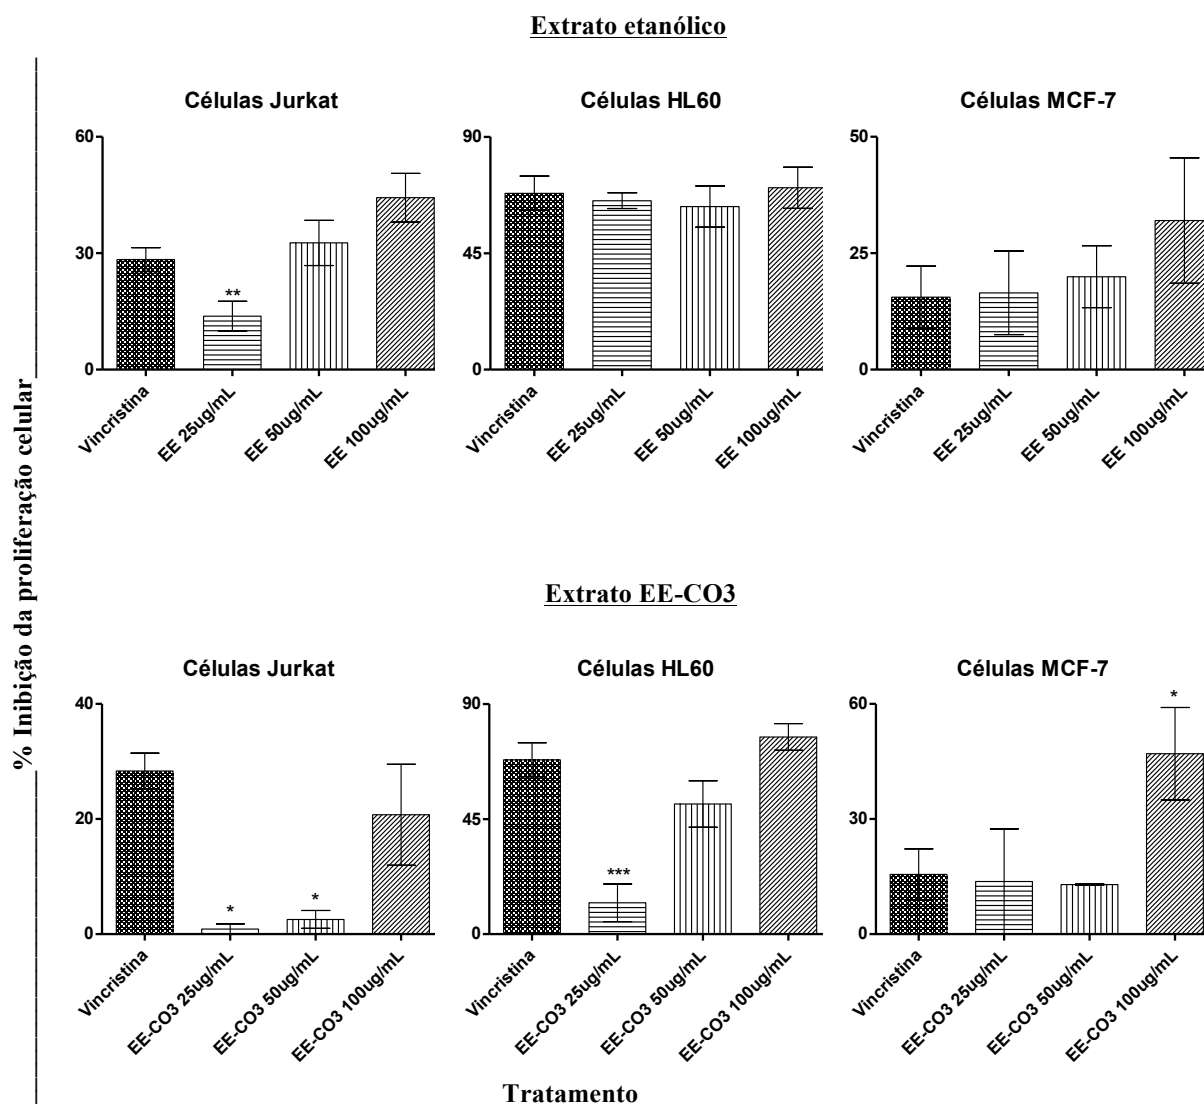 Extrato etanólico
% Inibição da proliferação celular
Células Jurkat
60
30
0
**
Vincristina
EE 25ug/mL
EE 50ug/mL
EE 100ug/mL
Células HL60
90
45
0
Vincristina
EE 25ug/mL
EE 50ug/mL
EE 100ug/mL
Células MCF-7
50
25
0
Vincristina
EE 25ug/mL
EE 50ug/mL
EE 100ug/mL
Extrato EE-CO3
Células Jurkat
40
20
0
*
*
Vincristina
EE-CO3 25ug/mL
EE-CO3 50ug/mL
EE-CO3 100ug/mL
Células HL60
90
45
0
***
Vincristina
EE-CO3 25ug/mL
EE-CO3 50ug/mL
EE-CO3 100ug/mL
Células MCF-7
60
30
0
*
Vincristina
EE-CO3 25ug/mL
EE-CO3 50ug/mL
EE-CO3 100ug/mL
Tratamento